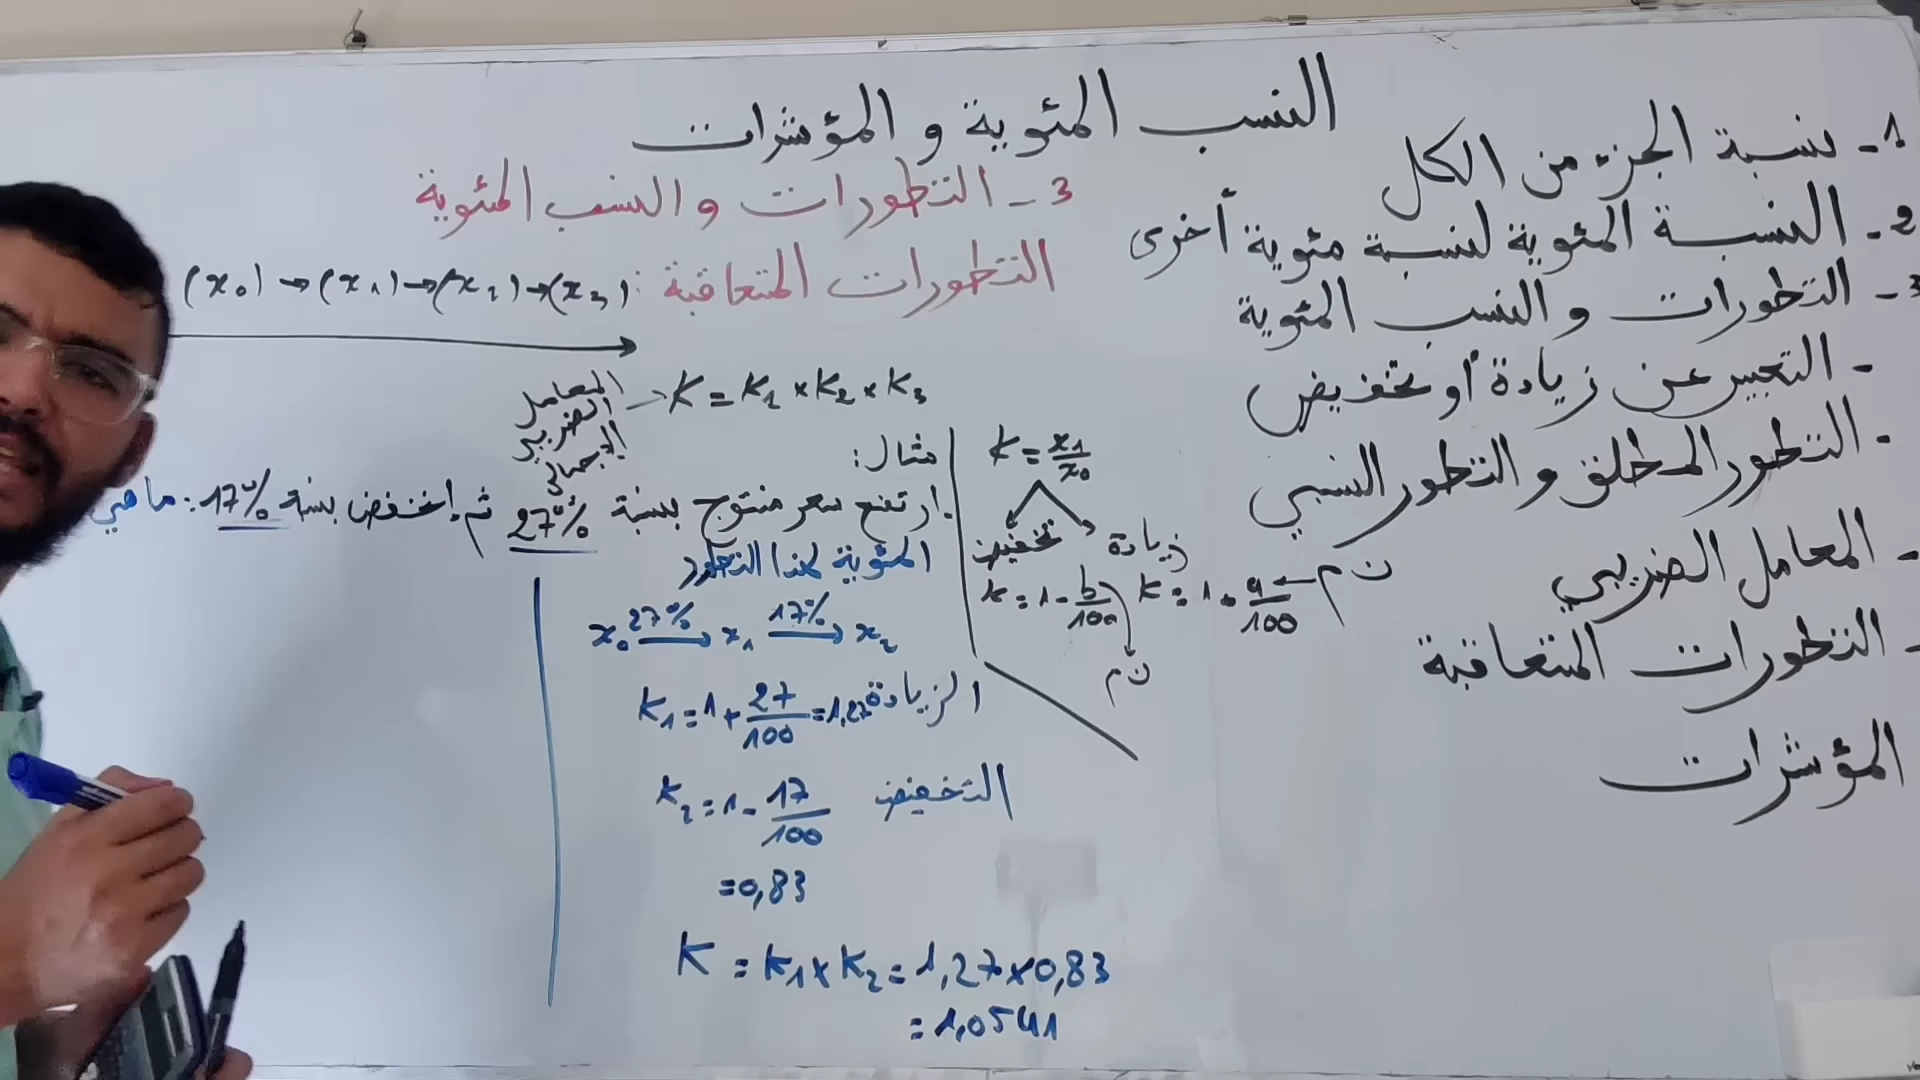 النسب المئوية و المؤشرات
3 - التطورات و النسب المئوية
التطورات المتعاقبة :
(x₀) → (x₁) → (x₂) → (x₃)
المعامل
الضربي
الإجمالي
→ K = K₁ × K₂ × K₃
مثال :
. ارتفع سعر منتوج بنسبة 27% ثم إنخفض بنسبة 17% : ما هي
المئوية لهذا التطور
x₀ 27% → x₁ 17% → x₂
K₁ = 1 + 27/100 = 1,27 الزيادة
K₂ = 1 - 17/100 التخفيض
= 0,83
K = K₁ × K₂ = 1,27 × 0,83
= 1,0541
K = x₁/x₀
تخفيض
زيادة
K = 1 - b/100
ن م
K = 1 + a/100 ← ن م
1 - نسبة الجزء من الكل
2 - النسبة المئوية لنسبة مئوية أخرى
3 - التطورات و النسب المئوية
- التعبير عن زيادة أو تخفيض
- التطور المطلق و التطور النسبي
- المعامل الضريبي
- التطورات المتعاقبة
المؤشرات